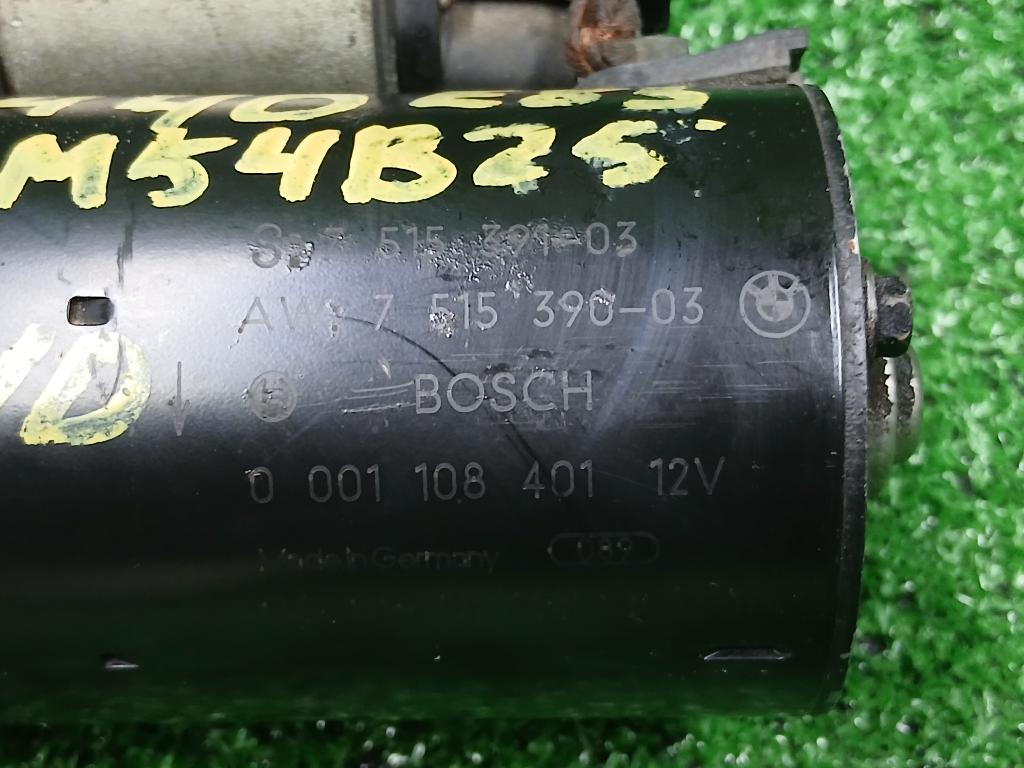 M54B25
S 7 515 391-03
AW 7 515 390-03
BOSCH
0 001 108 401 12V
Made in Germany
089